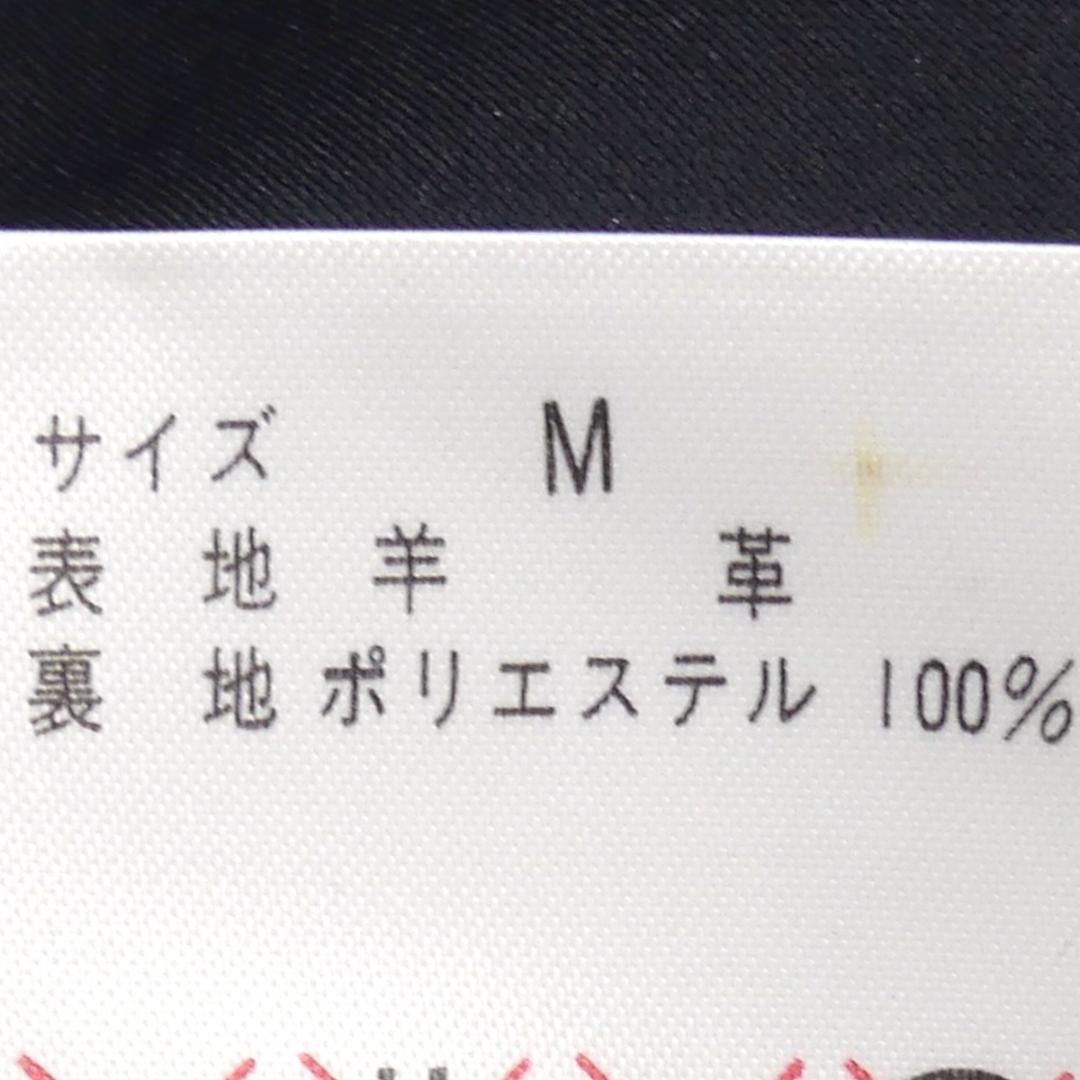 サイズ M
表 地 羊 革
裏 地 ポリエステル 100%